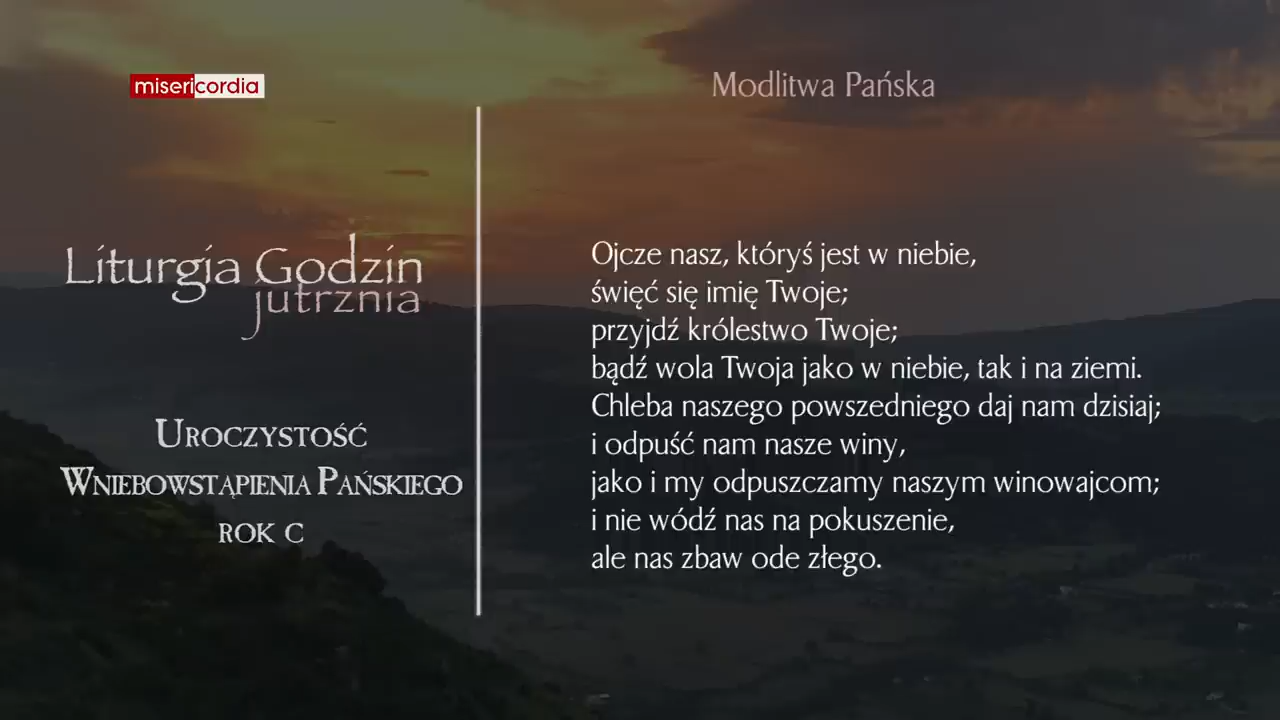 misericordia
Liturgia Godzin
jutrznia
Uroczystość
Wniebowstąpienia Pańskiego
rok C
Modlitwa Pańska
Ojcze nasz, któryś jest w niebie,
święć się imię Twoje;
przyjdź królestwo Twoje;
bądź wola Twoja jako w niebie, tak i na ziemi.
Chleba naszego powszedniego daj nam dzisiaj;
i odpuść nam nasze winy,
jako i my odpuszczamy naszym winowajcom;
i nie wódź nas na pokuszenie,
ale nas zbaw ode złego.